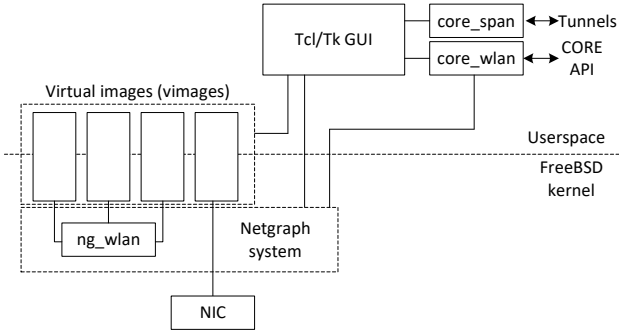 Tcl/Tk GUI
core_span
Tunnels
core_wlan
CORE
API
Virtual images (vimages)
Userspace
FreeBSD
kernel
ng_wlan
Netgraph
system
NIC